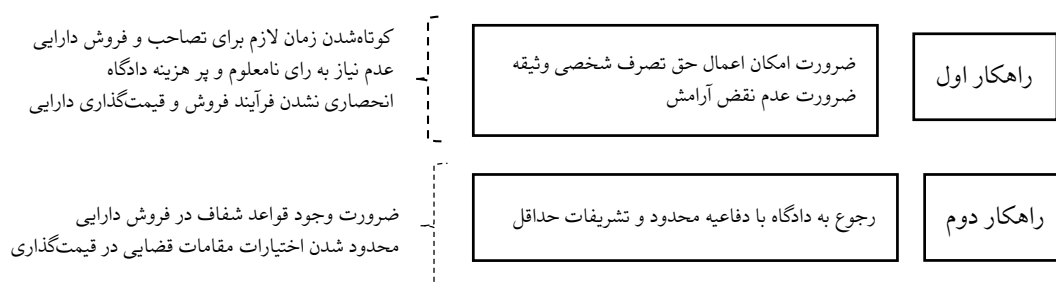 راهکار اول
ضرورت امکان اعمال حق تصرف شخصی وثیقه
ضرورت عدم نقض آرامش
کوتاه‌شدن زمان لازم برای تصاحب و فروش دارایی
عدم نیاز به رای نامعلوم و پر هزینه دادگاه
انحصاری نشدن فرآیند فروش و قیمت‌گذاری دارایی
راهکار دوم
رجوع به دادگاه با دفاعیه محدود و تشریفات حداقل
ضرورت وجود قواعد شفاف در فروش دارایی
محدود شدن اختیارات مقامات قضایی در قیمت‌گذاری